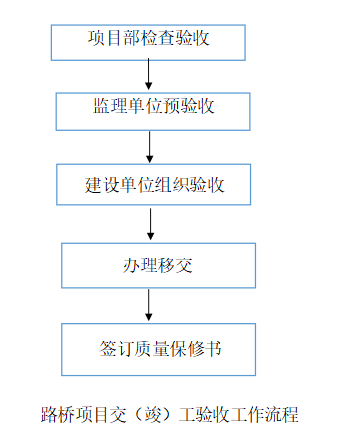 项目部检查验收
监理单位预验收
建设单位组织验收
办理移交
签订质量保修书
路桥项目交（竣）工验收工作流程